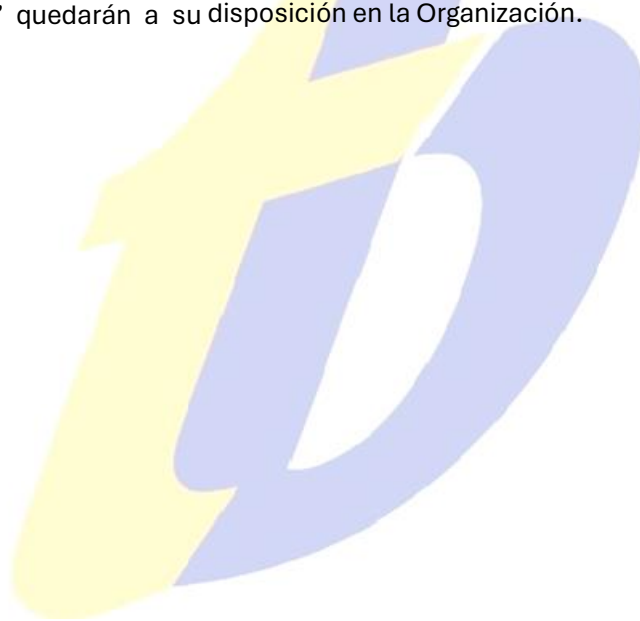 ” quedarán a su disposición en la Organización.